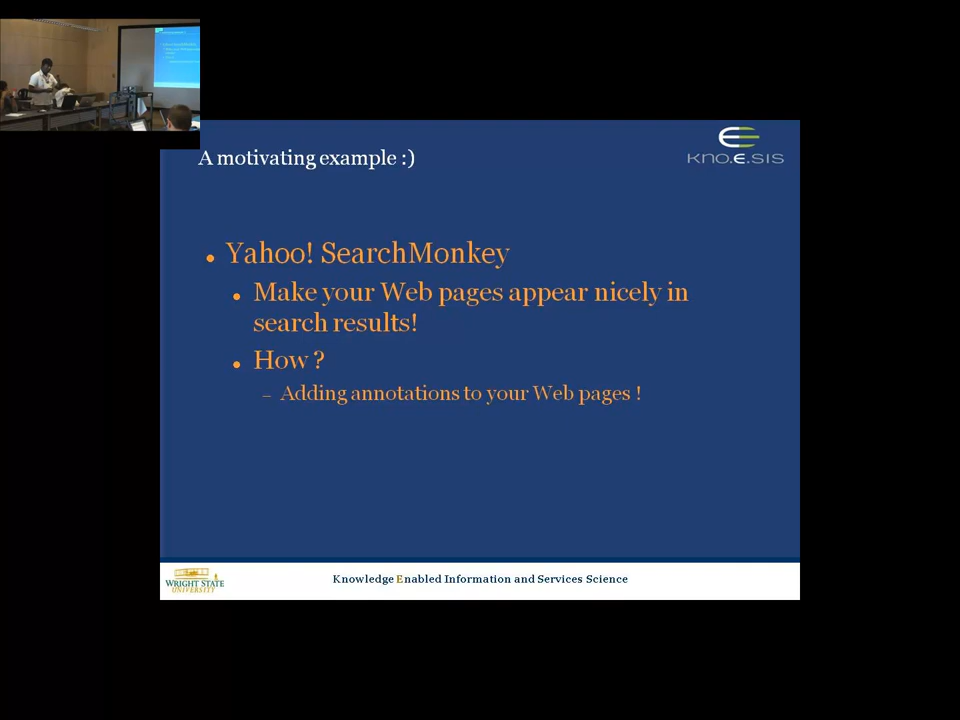 A motivating example :)
kno.e.sis
Yahoo! SearchMonkey
Make your Web pages appear nicely in
search results!
How ?
– Adding annotations to your Web pages !
WRIGHT STATE
UNIVERSITY
Knowledge Enabled Information and Services Science